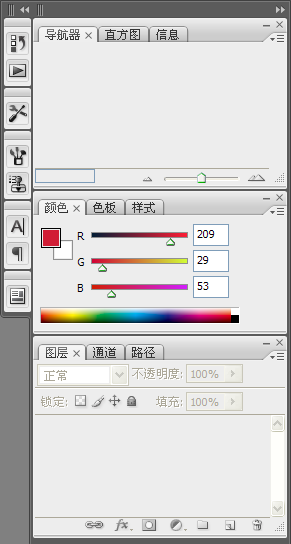 导航器 × 直方图 信息
颜色 × 色板 样式
R 209
G 29
B 53
图层 × 通道 路径
正常 不透明度: 100%
锁定: 填充: 100%